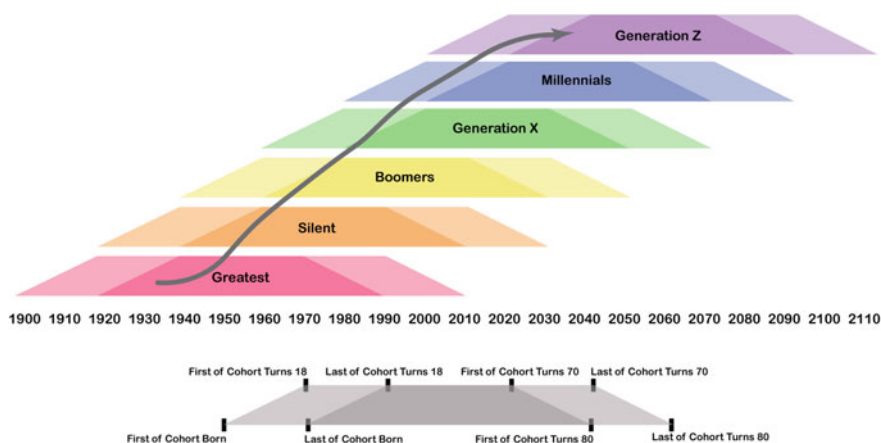 Generation Z
Millennials
Generation X
Boomers
Silent
Greatest
1900 1910 1920 1930 1940 1950 1960 1970 1980 1990 2000 2010 2020 2030 2040 2050 2060 2070 2080 2090 2100 2110
First of Cohort Turns 18 Last of Cohort Turns 18 First of Cohort Turns 70 Last of Cohort Turns 70
First of Cohort Born Last of Cohort Born First of Cohort Turns 80 Last of Cohort Turns 80